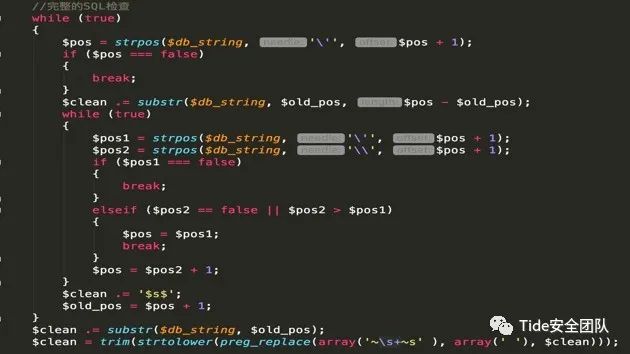 //完整的SQL检查
while (true)
{
$pos = strpos($db_string, needle: '\'', offset: $pos + 1);
if ($pos === false)
{
break;
}
$clean .= substr($db_string, $old_pos, length: $pos - $old_pos);
while (true)
{
$pos1 = strpos($db_string, needle: '\'', offset: $pos + 1);
$pos2 = strpos($db_string, needle: '\\', offset: $pos + 1);
if ($pos1 === false)
{
break;
}
elseif ($pos2 == false || $pos2 > $pos1)
{
$pos = $pos1;
break;
}
$pos = $pos2 + 1;
}
$clean .= '$s$';
$old_pos = $pos + 1;
}
$clean .= substr($db_string, $old_pos);
$clean = trim(strtolower(preg_replace(array('~\s+~s' ), array(' '), $clean)));
Tide安全团队